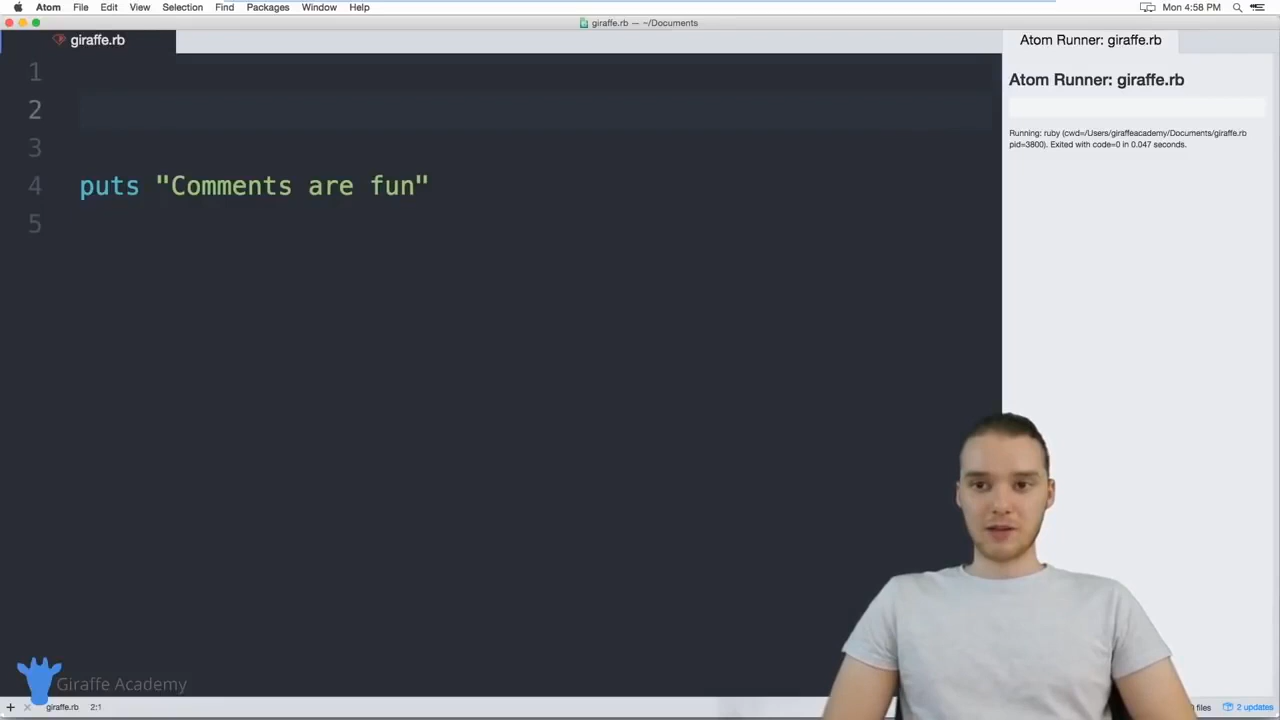 Atom File Edit View Selection Find Packages Window Help
Mon 4:58 PM
giraffe.rb — ~/Documents
giraffe.rb
Atom Runner: giraffe.rb
Atom Runner: giraffe.rb
Running: ruby (cwd=/Users/giraffeacademy/Documents/giraffe.rb
pid=3800). Exited with code=0 in 0.047 seconds.
1
2
3
4 puts "Comments are fun"
5
Giraffe Academy
giraffe.rb 2:1
files 2 updates